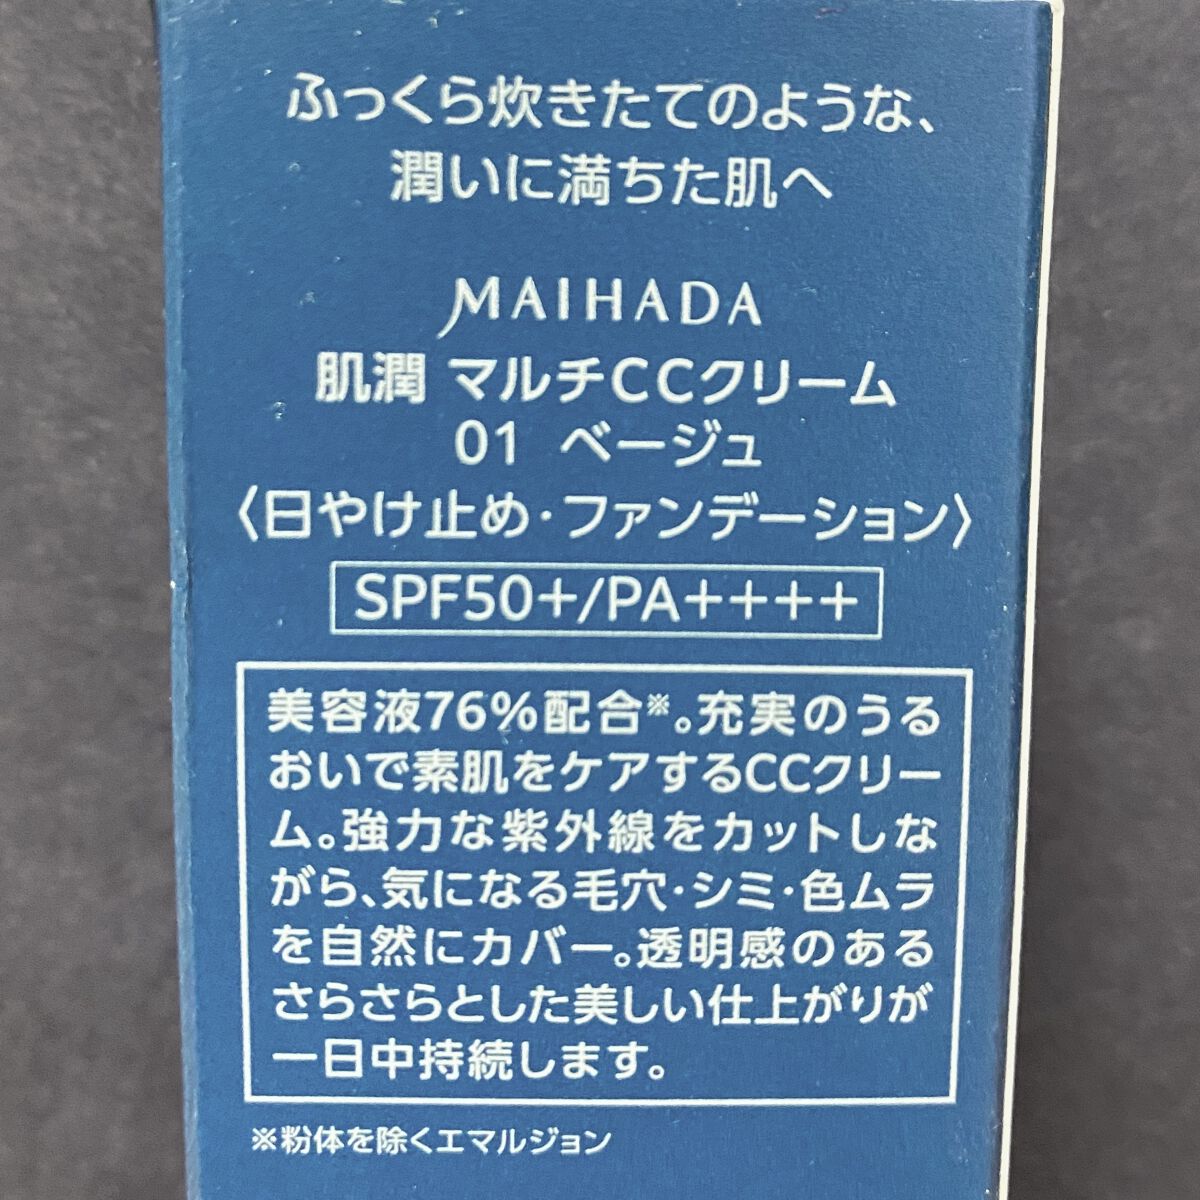 ふっくら炊きたてのような、
潤いに満ちた肌へ
MAIHADA
肌潤 マルチCCクリーム
01 ベージュ
〈日やけ止め・ファンデーション〉
SPF50+/PA++++
美容液76%配合※。充実のうる
おいで素肌をケアするCCクリー
ム。強力な紫外線をカットしな
がら、気になる毛穴・シミ・色ムラ
を自然にカバー。透明感のある
さらさらとした美しい仕上がりが
一日中持続します。
※粉体を除くエマルジョン